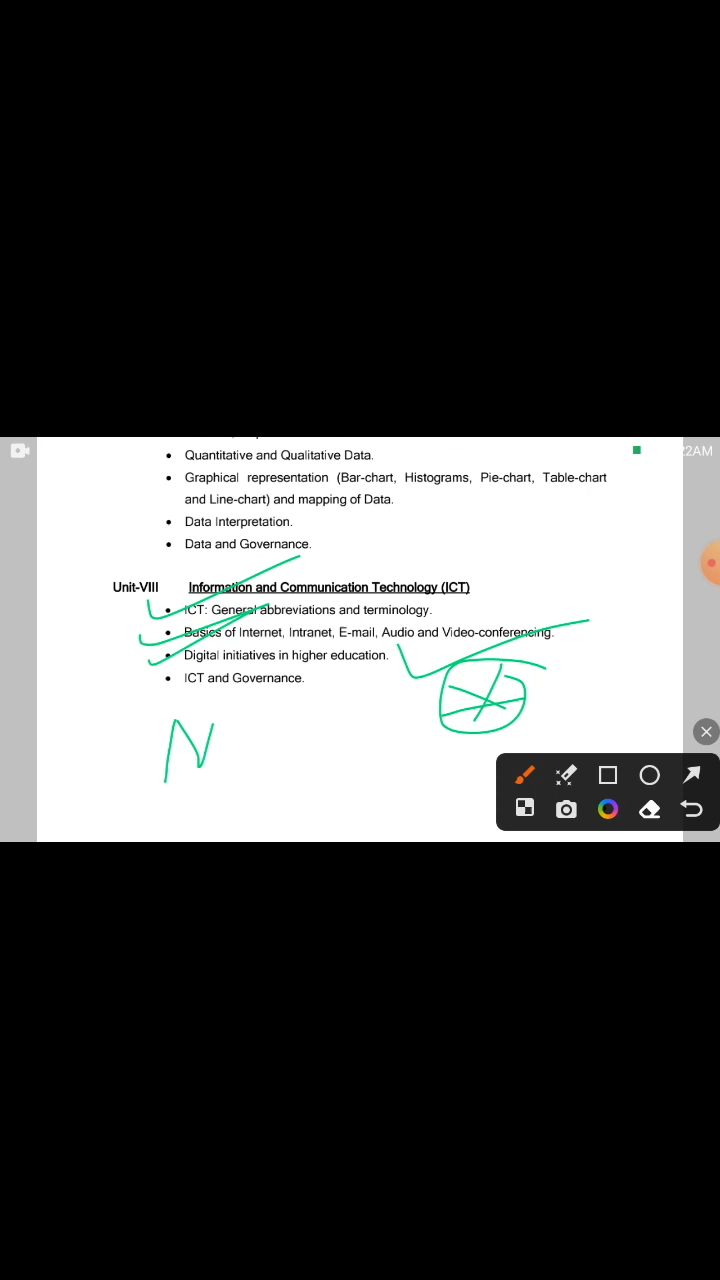 • Quantitative and Qualitative Data.
• Graphical representation (Bar-chart, Histograms, Pie-chart, Table-chart
and Line-chart) and mapping of Data.
• Data Interpretation.
• Data and Governance.
Unit-VIII Information and Communication Technology (ICT)
• ICT: General abbreviations and terminology.
• Basics of Internet, Intranet, E-mail, Audio and Video-conferencing.
• Digital initiatives in higher education.
• ICT and Governance.
N
2AM